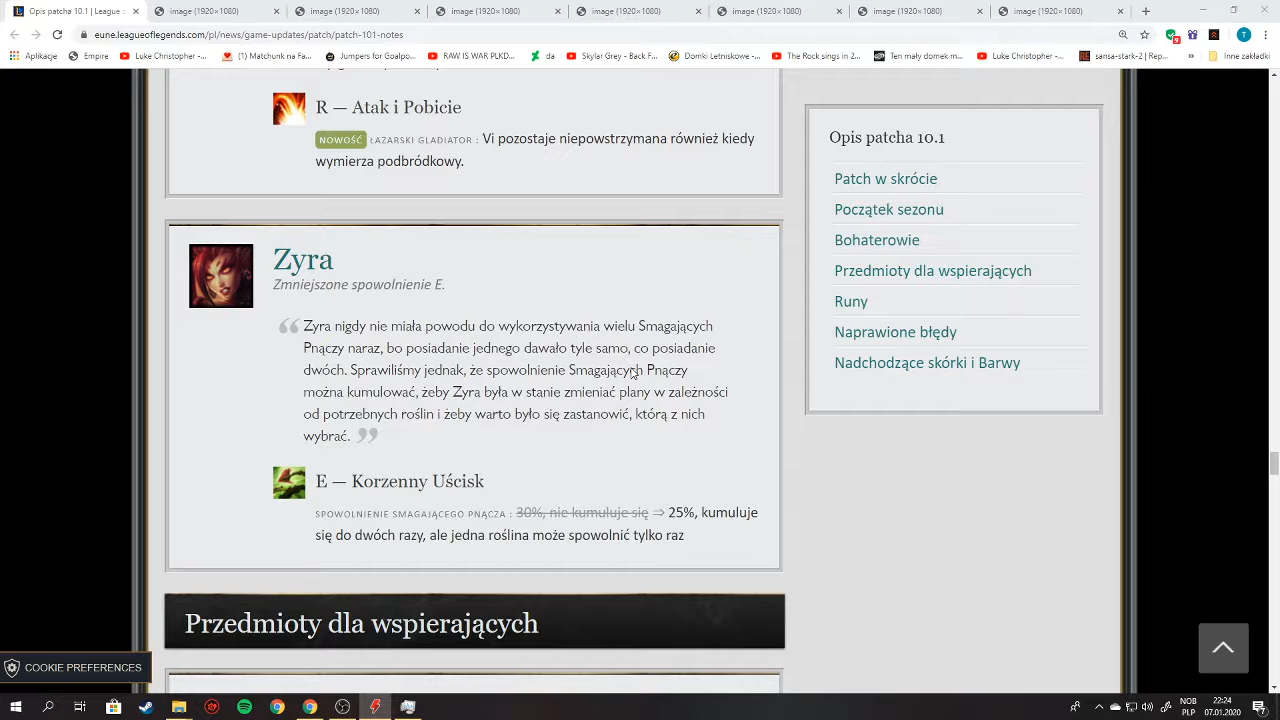 Opis patcha 10.1 | League o
image (1920×1080)
image (1920×1080)
image (1920×1080)
image (1920×1080)
image (1920×1080)
image (1920×1080)
image (1920×1080)
eune.leagueoflegends.com/pl/news/game-updates/patch/patch-101-notes
Aplikacje
Empire
Luke Christopher -...
(1) Matchunk na Fa...
Jumpers for Goalpo...
RAW IS WAR PLKD...
da
Skylar Grey - Back F...
Domki Letniskowe -...
The Rock sings in 2...
Ten mały domek m...
Luke Christopher -...
sansa-stark-2 | Rep...
»
Inne zakładki
R — Atak i Pobicie
NOWOŚĆ ŁAZARSKI GLADIATOR : Vi pozostaje niepowstrzymana również kiedy
wymierza podbródkowy.
Zyra
Zmniejszone spowolnienie E.
Zyra nigdy nie miała powodu do wykorzystywania wielu Smagających
Pnączy naraz, bo posiadanie jednego dawało tyle samo, co posiadanie
dwóch. Sprawiliśmy jednak, że spowolnienie Smagających Pnączy
można kumulować, żeby Zyra była w stanie zmieniać plany w zależności
od potrzebnych roślin i żeby warto było się zastanowić, którą z nich
wybrać.
E — Korzenny Uścisk
SPOWOLNIENIE SMAGAJĄCEGO PNĄCZA : 30%, nie kumuluje się ⇒ 25%, kumuluje
się do dwóch razy, ale jedna roślina może spowolnić tylko raz
Przedmioty dla wspierających
Opis patcha 10.1
Patch w skrócie
Początek sezonu
Bohaterowie
Przedmioty dla wspierających
Runy
Naprawione błędy
Nadchodzące skórki i Barwy
COOKIE PREFERENCES
NOB
PLP
22:24
07.01.2020